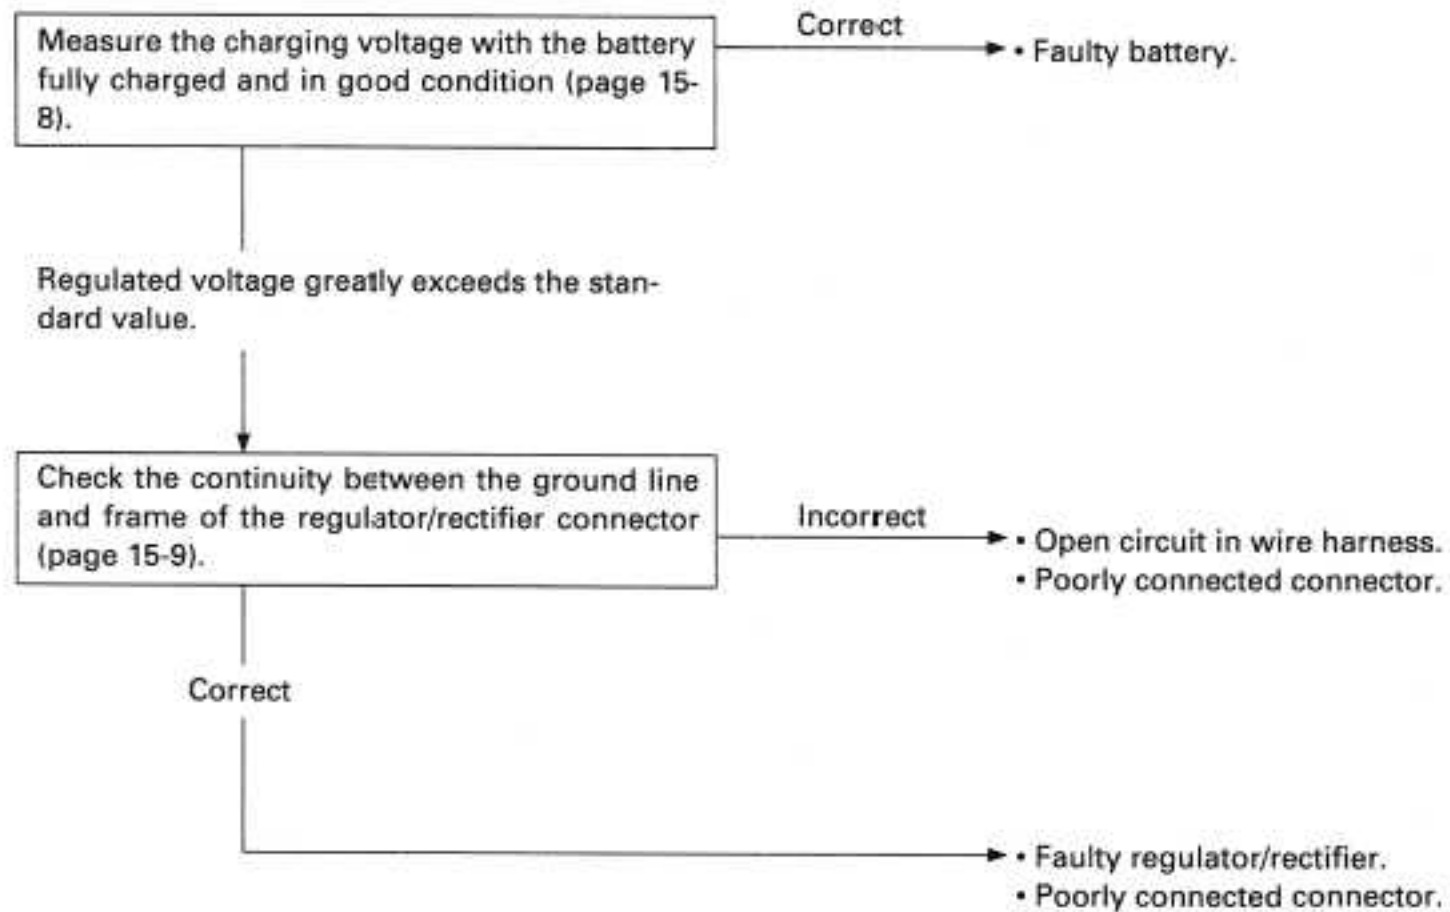 Measure the charging voltage with the battery
fully charged and in good condition (page 15-
8).
Correct
• Faulty battery.
Regulated voltage greatly exceeds the stan-
dard value.
Check the continuity between the ground line
and frame of the regulator/rectifier connector
(page 15-9).
Incorrect
• Open circuit in wire harness.
• Poorly connected connector.
Correct
• Faulty regulator/rectifier.
• Poorly connected connector.